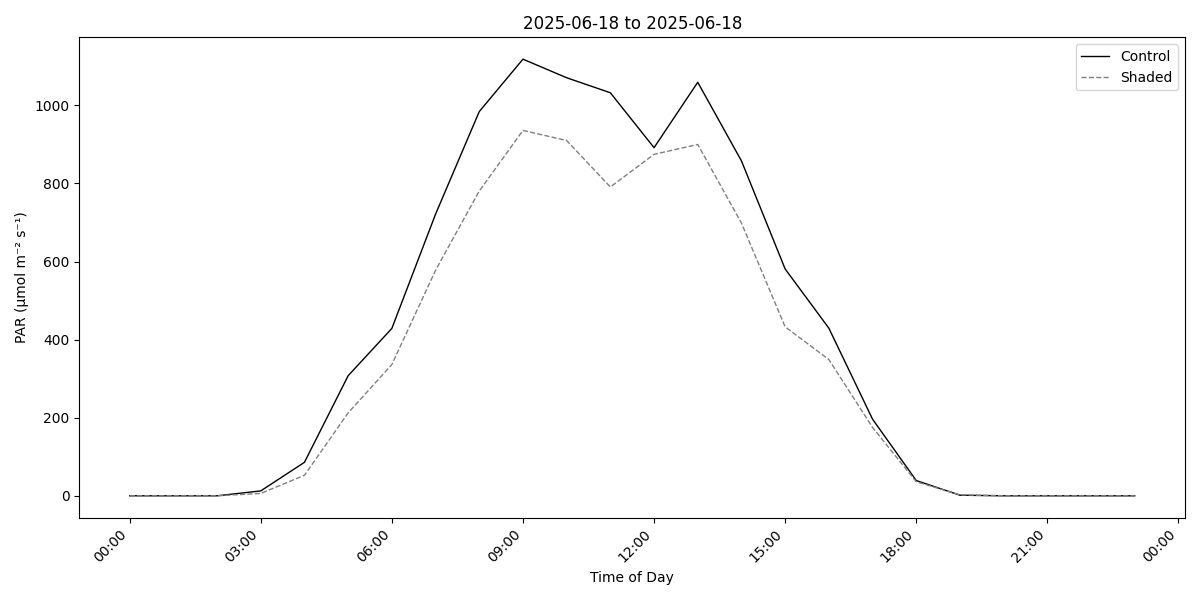 2025-06-18 to 2025-06-18
Control
Shaded
PAR (μmol m⁻² s⁻¹)
1000
800
600
400
200
0
00:00 03:00 06:00 09:00 12:00 15:00 18:00 21:00 00:00
Time of Day